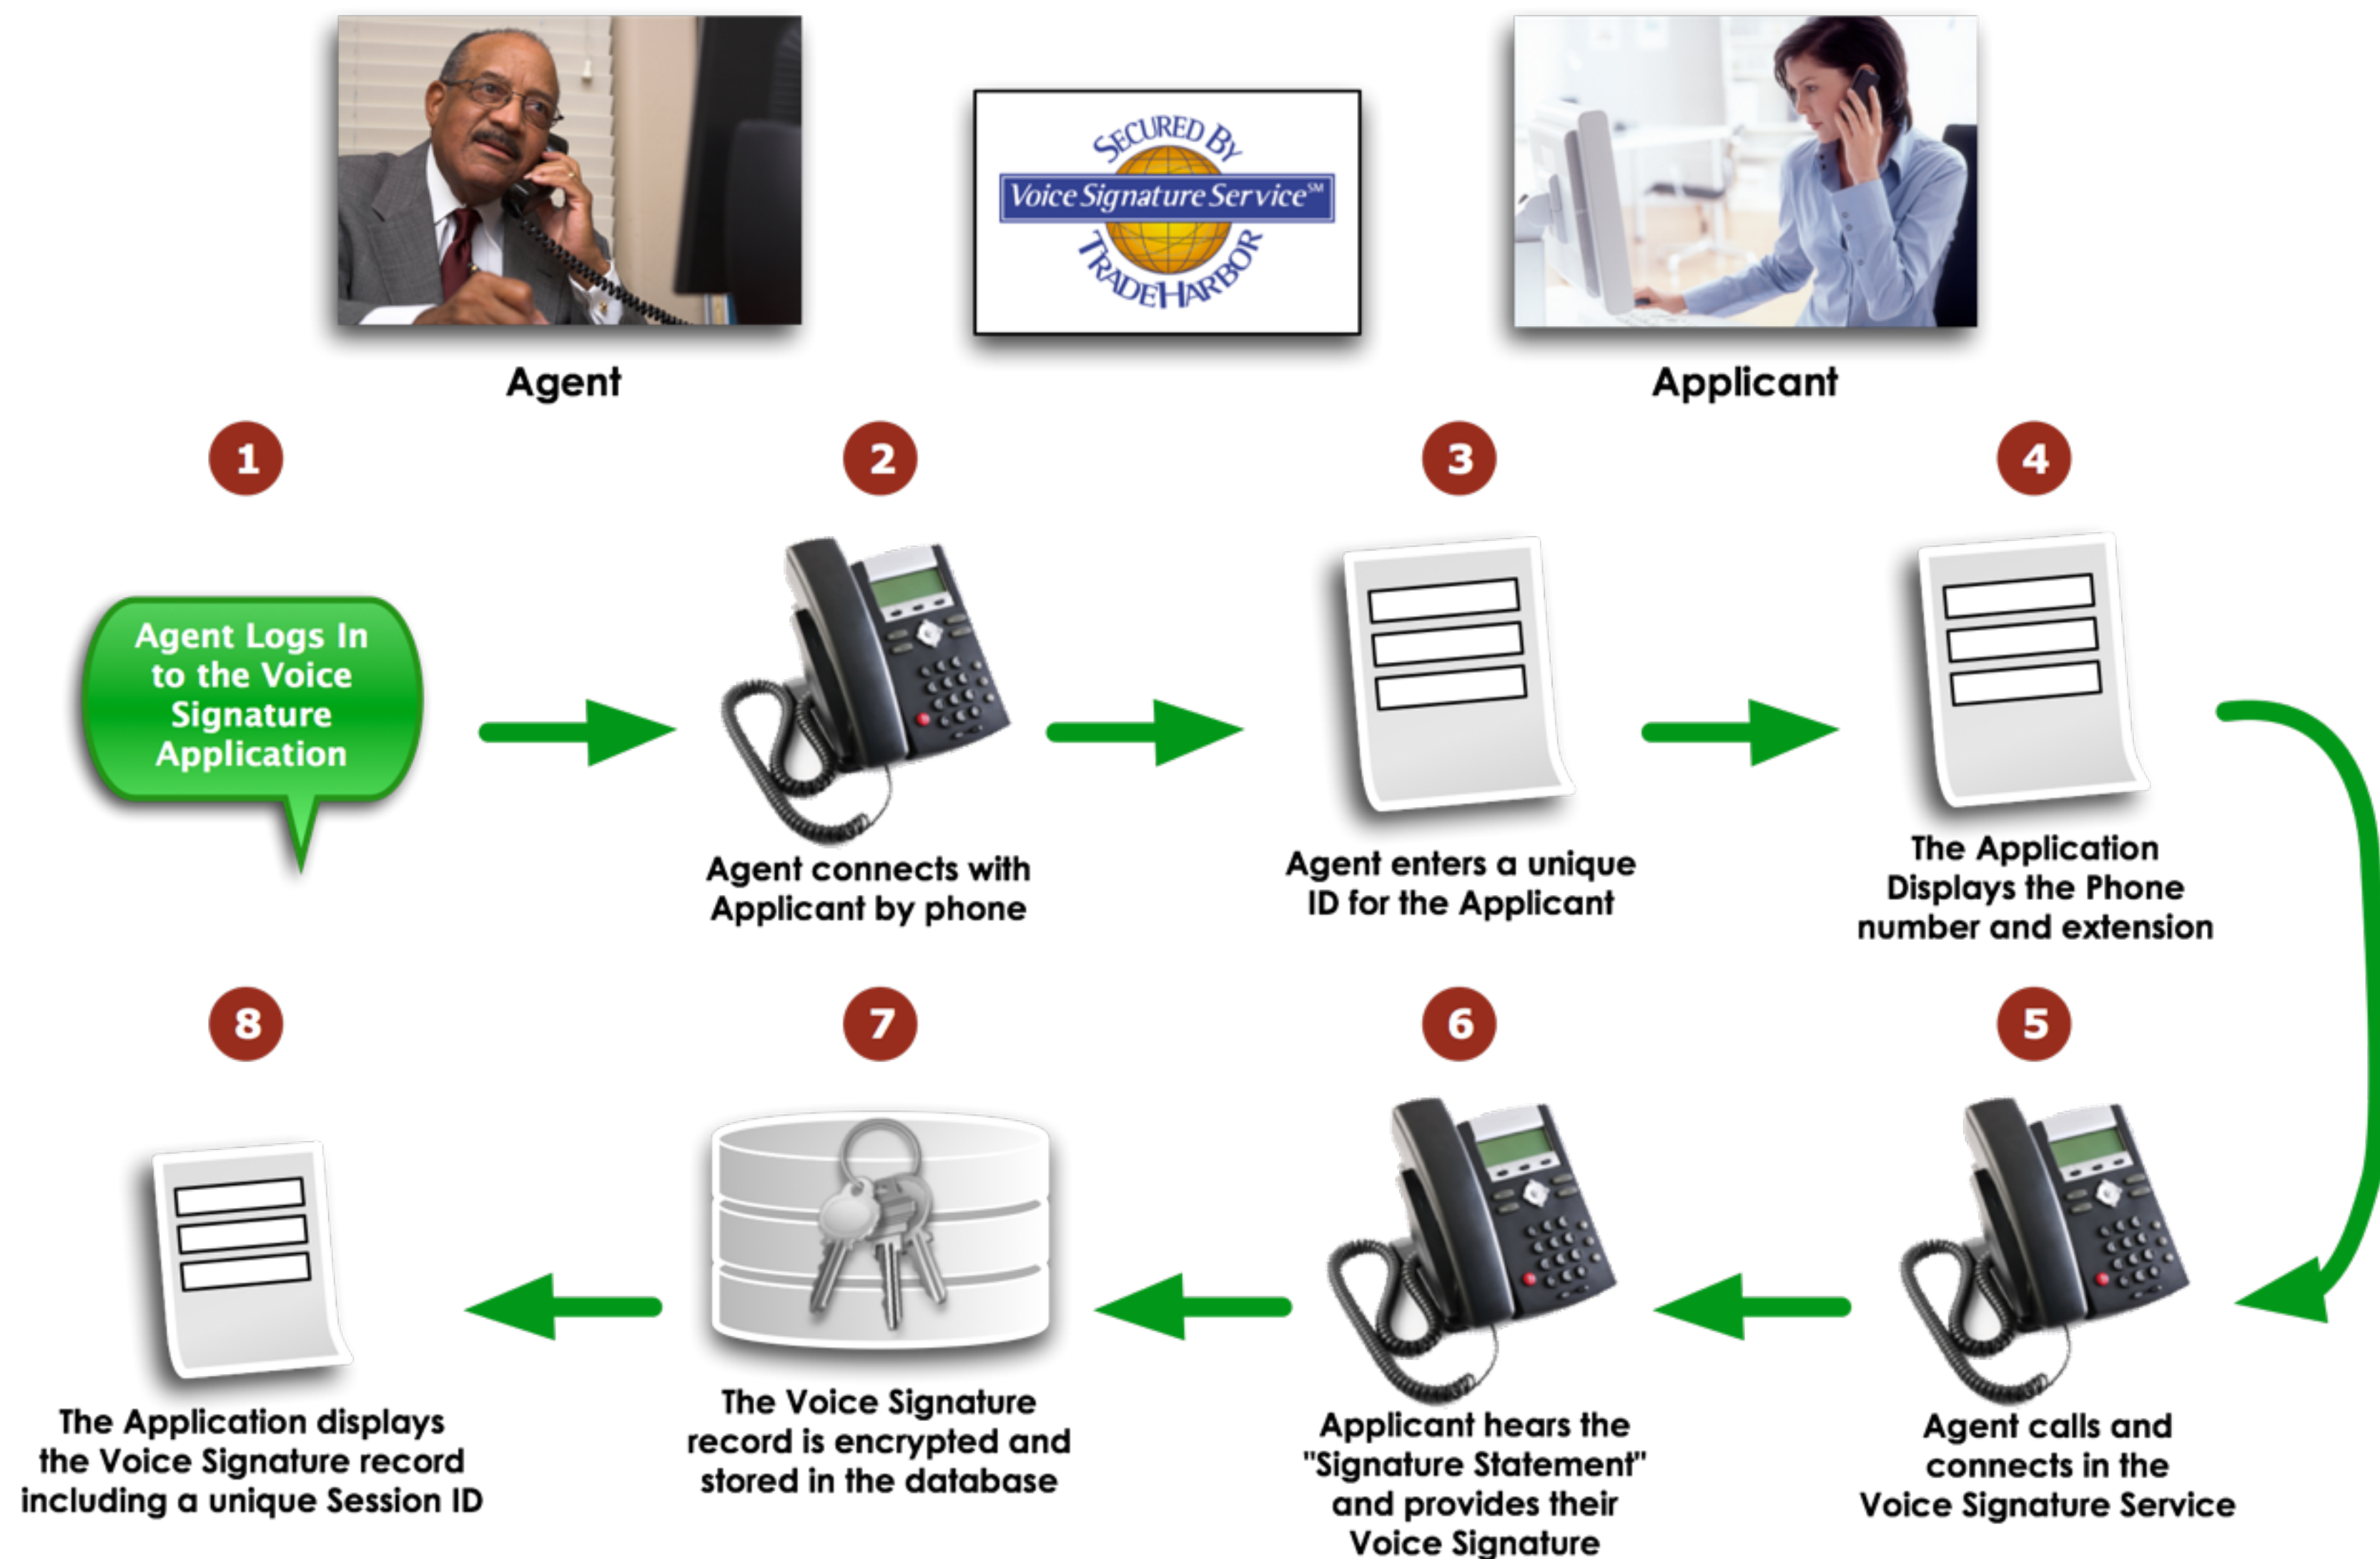 SECURED BY
Voice Signature Service℠
TRADEHARBOR
Agent
Applicant
1
2
3
4
Agent Logs In
to the Voice
Signature
Application
Agent connects with
Applicant by phone
Agent enters a unique
ID for the Applicant
The Application
Displays the Phone
number and extension
8
7
6
5
The Application displays
the Voice Signature record
including a unique Session ID
The Voice Signature
record is encrypted and
stored in the database
Applicant hears the
"Signature Statement"
and provides their
Voice Signature
Agent calls and
connects in the
Voice Signature Service